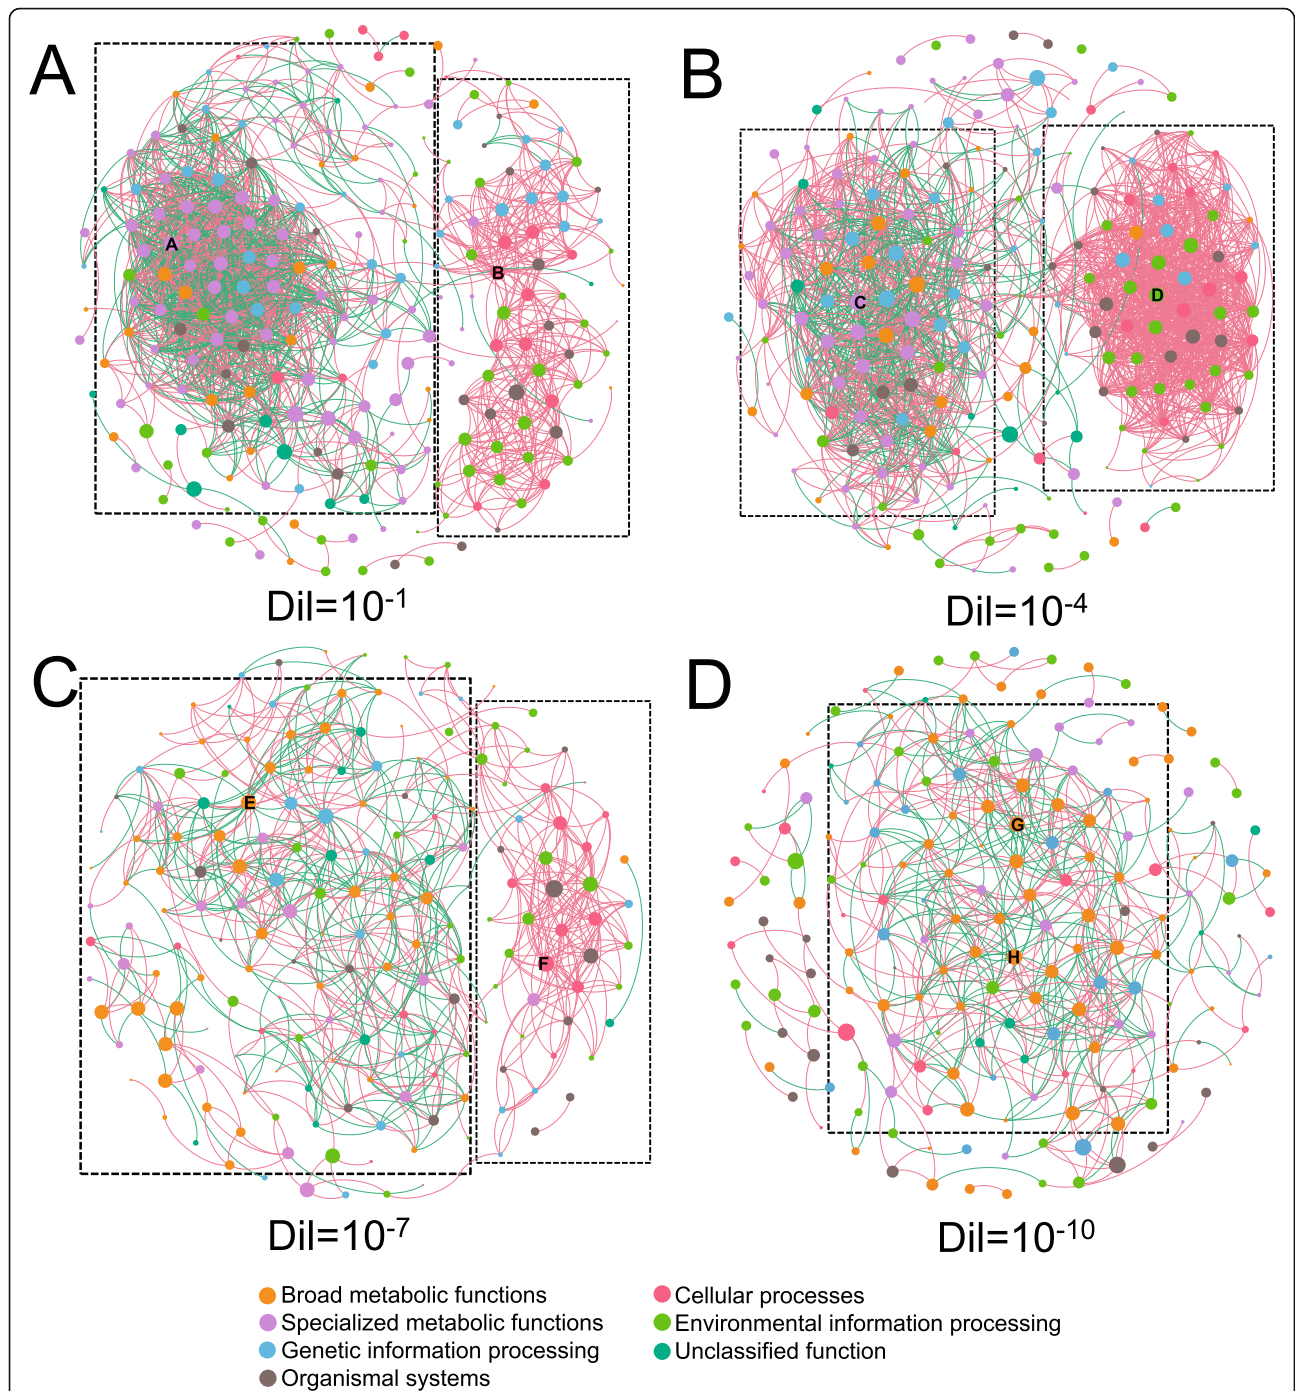 A
B
A
B
C
D
Dil=10-1
Dil=10-4
C
D
E
F
G
H
Dil=10-7
Dil=10-10
Broad metabolic functions
Specialized metabolic functions
Genetic information processing
Organismal systems
Cellular processes
Environmental information processing
Unclassified function